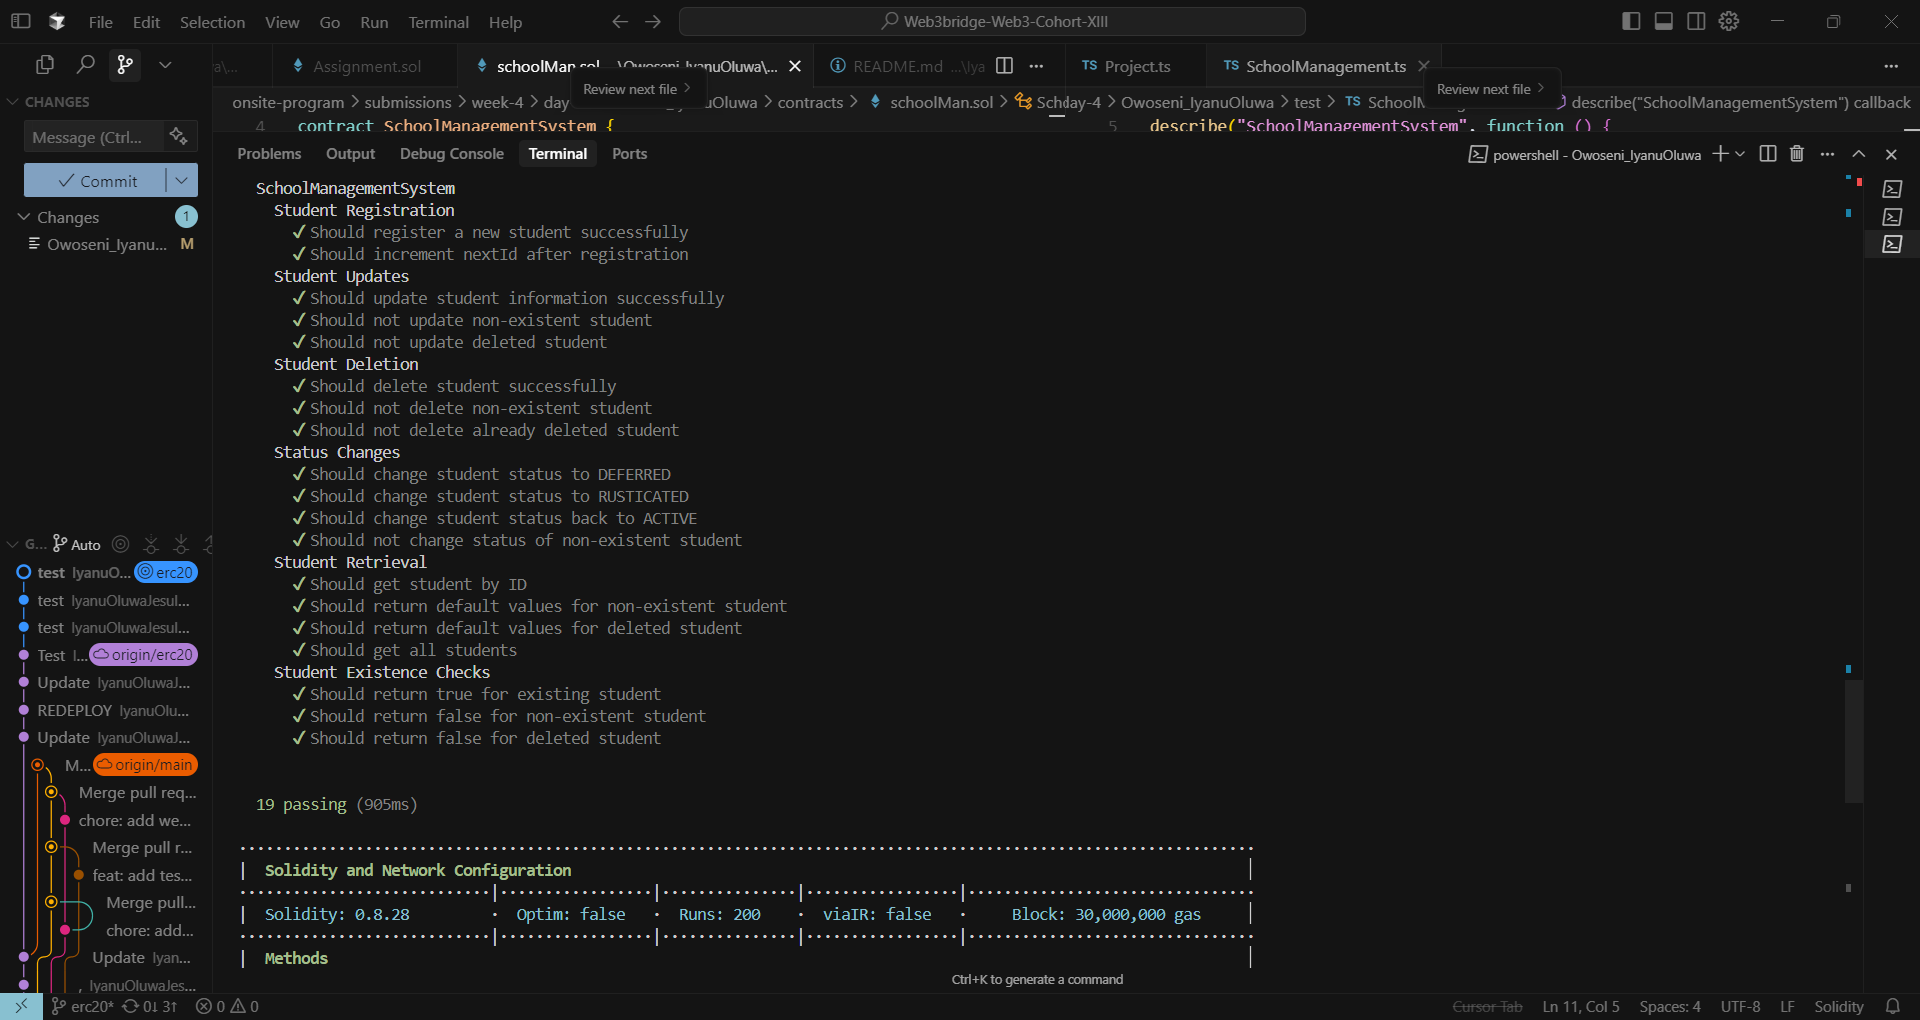 File Edit Selection View Go Run Terminal Help
Web3bridge-Web3-Cohort-XIII
Assignment.sol
schoolMan.sol
README.md ...\Iya
TS Project.ts
TS SchoolManagement.ts
Review next file
Review next file
onsite-program > submissions > week-4 > day
contracts > schoolMan.sol >
day-4 > Owoseni_IyanuOluwa > test > TS
describe("SchoolManagementSystem") callback
4 contract SchoolManagementSystem {
5 describe("SchoolManagementSystem", function () {
CHANGES
Message (Ctrl...
Commit
Changes 1
Owoseni_Iyanu... M
Problems Output Debug Console Terminal Ports
powershell - Owoseni_IyanuOluwa
SchoolManagementSystem
Student Registration
✓ Should register a new student successfully
✓ Should increment nextId after registration
Student Updates
✓ Should update student information successfully
✓ Should not update non-existent student
✓ Should not update deleted student
Student Deletion
✓ Should delete student successfully
✓ Should not delete non-existent student
✓ Should not delete already deleted student
Status Changes
✓ Should change student status to DEFERRED
✓ Should change student status to RUSTICATED
✓ Should change student status back to ACTIVE
✓ Should not change status of non-existent student
Student Retrieval
✓ Should get student by ID
✓ Should return default values for non-existent student
✓ Should return default values for deleted student
✓ Should get all students
Student Existence Checks
✓ Should return true for existing student
✓ Should return false for non-existent student
✓ Should return false for deleted student
19 passing (905ms)
| Solidity and Network Configuration |
| Solidity: 0.8.28 · Optim: false · Runs: 200 · viaIR: false · Block: 30,000,000 gas |
| Methods |
Ctrl+K to generate a command
G... Auto
test IyanuO... erc20
test IyanuOluwaJesul...
test IyanuOluwaJesul...
Test I... origin/erc20
Update IyanuOluwaJ...
REDEPLOY IyanuOlu...
Update IyanuOluwaJ...
M... origin/main
Merge pull req...
chore: add we...
Merge pull r...
feat: add tes...
Merge pull...
chore: add...
Update Iyan...
, IyanuOluwaJes...
erc20* 0↓ 3↑ 0 0
Cursor Tab Ln 11, Col 5 Spaces: 4 UTF-8 LF Solidity